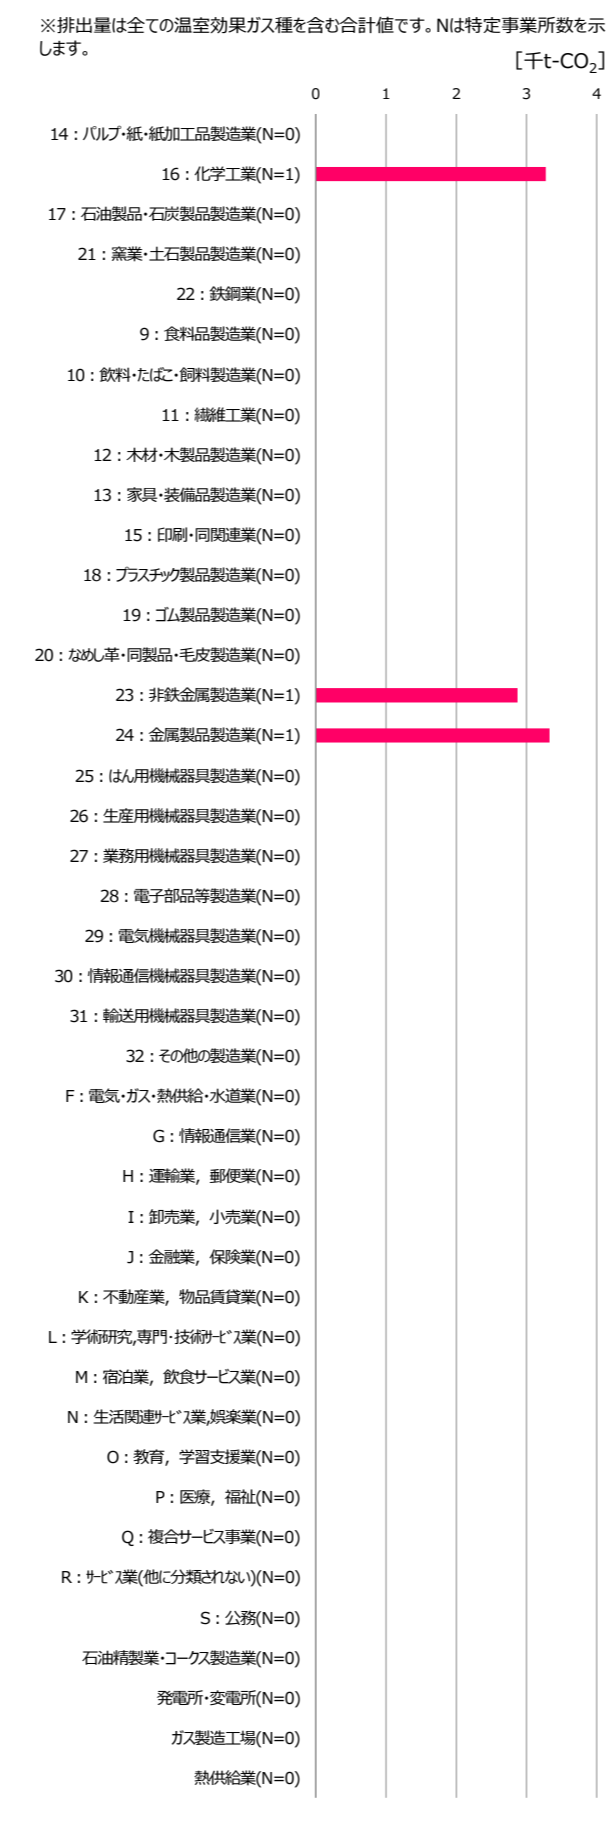 ※排出量は全ての温室効果ガス種を含む合計値です。Nは特定事業所数を示
します。
[千t-CO₂]
0 1 2 3 4
14：パルプ・紙・紙加工品製造業(N=0)
16：化学工業(N=1)
17：石油製品・石炭製品製造業(N=0)
21：窯業・土石製品製造業(N=0)
22：鉄鋼業(N=0)
9：食料品製造業(N=0)
10：飲料・たばこ・飼料製造業(N=0)
11：繊維工業(N=0)
12：木材・木製品製造業(N=0)
13：家具・装備品製造業(N=0)
15：印刷・同関連業(N=0)
18：プラスチック製品製造業(N=0)
19：ゴム製品製造業(N=0)
20：なめし革・同製品・毛皮製造業(N=0)
23：非鉄金属製造業(N=1)
24：金属製品製造業(N=1)
25：はん用機械器具製造業(N=0)
26：生産用機械器具製造業(N=0)
27：業務用機械器具製造業(N=0)
28：電子部品等製造業(N=0)
29：電気機械器具製造業(N=0)
30：情報通信機械器具製造業(N=0)
31：輸送用機械器具製造業(N=0)
32：その他の製造業(N=0)
F：電気・ガス・熱供給・水道業(N=0)
G：情報通信業(N=0)
H：運輸業，郵便業(N=0)
I：卸売業，小売業(N=0)
J：金融業，保険業(N=0)
K：不動産業，物品賃貸業(N=0)
L：学術研究,専門・技術ｻｰﾋﾞｽ業(N=0)
M：宿泊業，飲食サービス業(N=0)
N：生活関連ｻｰﾋﾞｽ業,娯楽業(N=0)
O：教育，学習支援業(N=0)
P：医療，福祉(N=0)
Q：複合サービス事業(N=0)
R：ｻｰﾋﾞｽ業(他に分類されない)(N=0)
S：公務(N=0)
石油精製業・コークス製造業(N=0)
発電所・変電所(N=0)
ガス製造工場(N=0)
熱供給業(N=0)